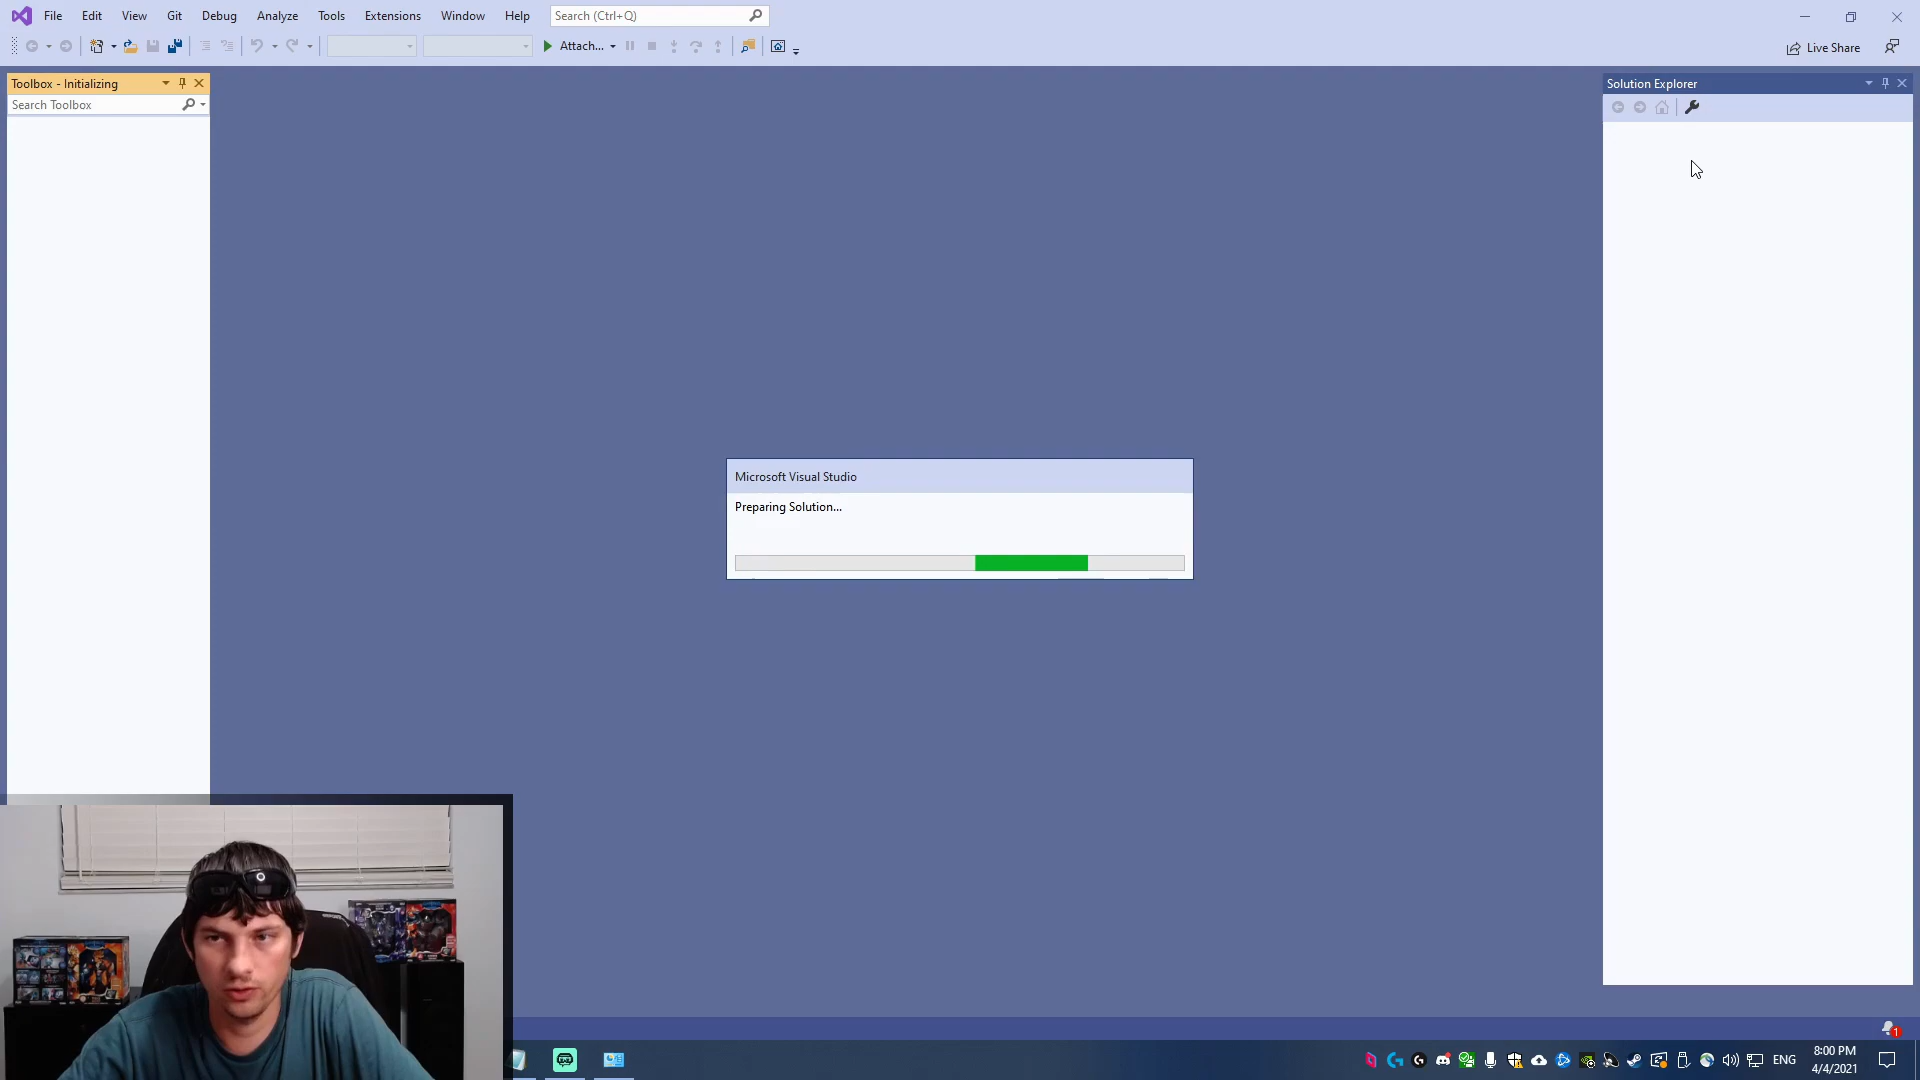 File Edit View Git Debug Analyze Tools Extensions Window Help Search (Ctrl+Q)
Attach...
Live Share
Toolbox - Initializing
Search Toolbox
Solution Explorer
Microsoft Visual Studio
Preparing Solution...
1
ENG
8:00 PM
4/4/2021